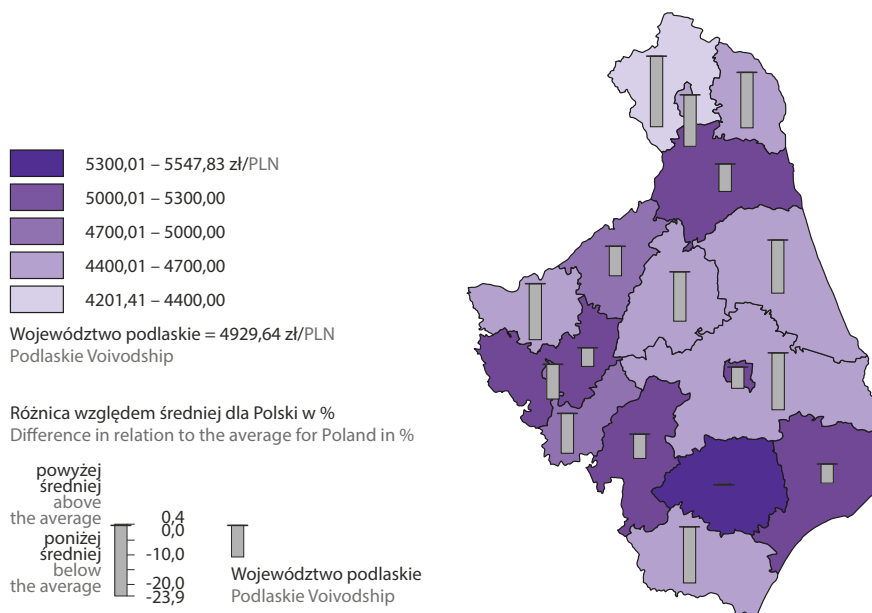 5300,01 – 5547,83 zł/PLN
5000,01 – 5300,00
4700,01 – 5000,00
4400,01 – 4700,00
4201,41 – 4400,00
Województwo podlaskie = 4929,64 zł/PLN
Podlaskie Voivodship
Różnica względem średniej dla Polski w %
Difference in relation to the average for Poland in %
powyżej
średniej
above
the average
poniżej
średniej
below
the average
0,4
0,0
-10,0
-20,0
-23,9
Województwo podlaskie
Podlaskie Voivodship